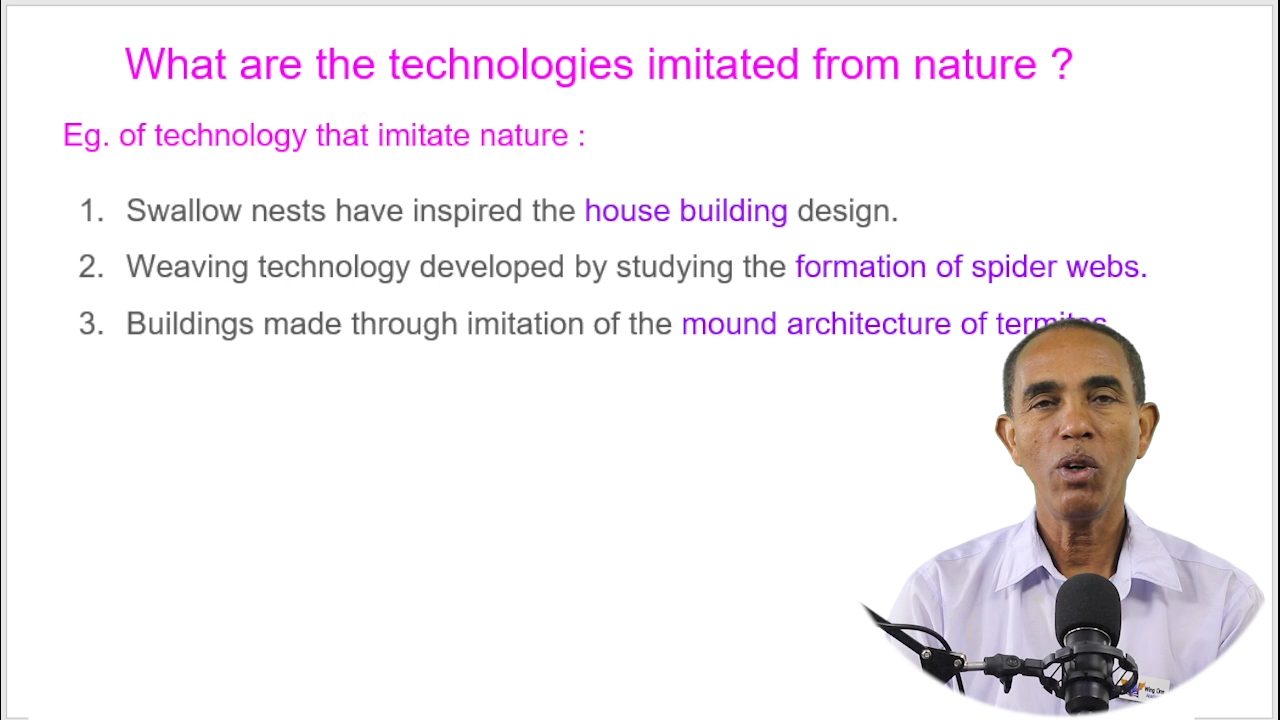 What are the technologies imitated from nature ?
Eg. of technology that imitate nature :
1. Swallow nests have inspired the house building design.
2. Weaving technology developed by studying the formation of spider webs.
3. Buildings made through imitation of the mound architecture of termites
Wing